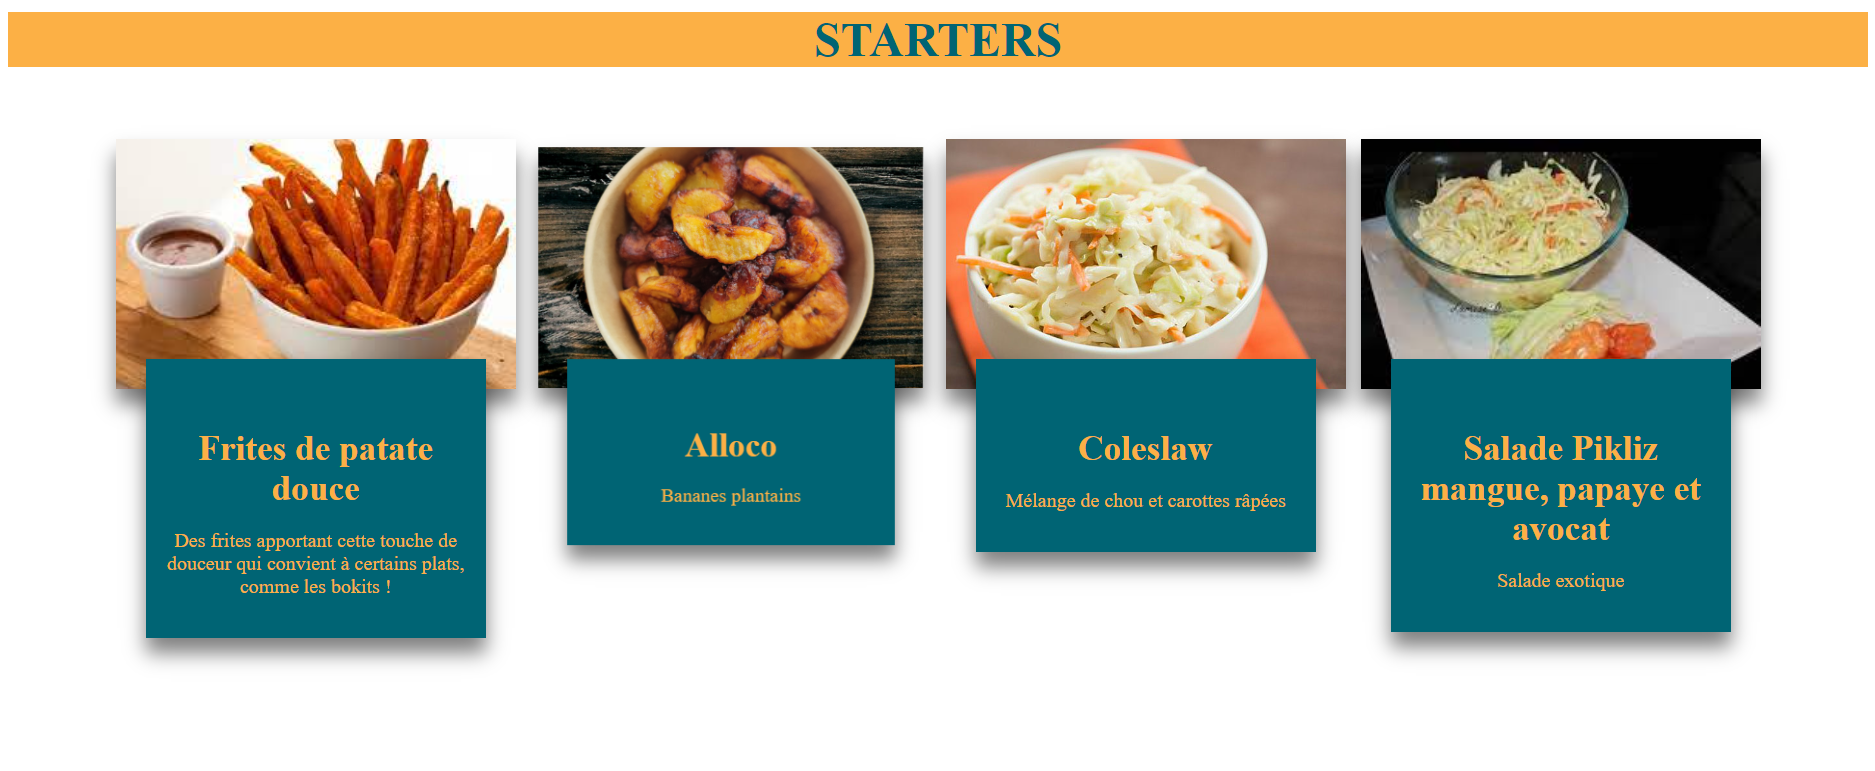 STARTERS
Frites de patate
douce
Des frites apportant cette touche de
douceur qui convient à certains plats,
comme les bokits !
Alloco
Bananes plantains
Coleslaw
Mélange de chou et carottes râpées
Salade Pikliz
mangue, papaye et
avocat
Salade exotique